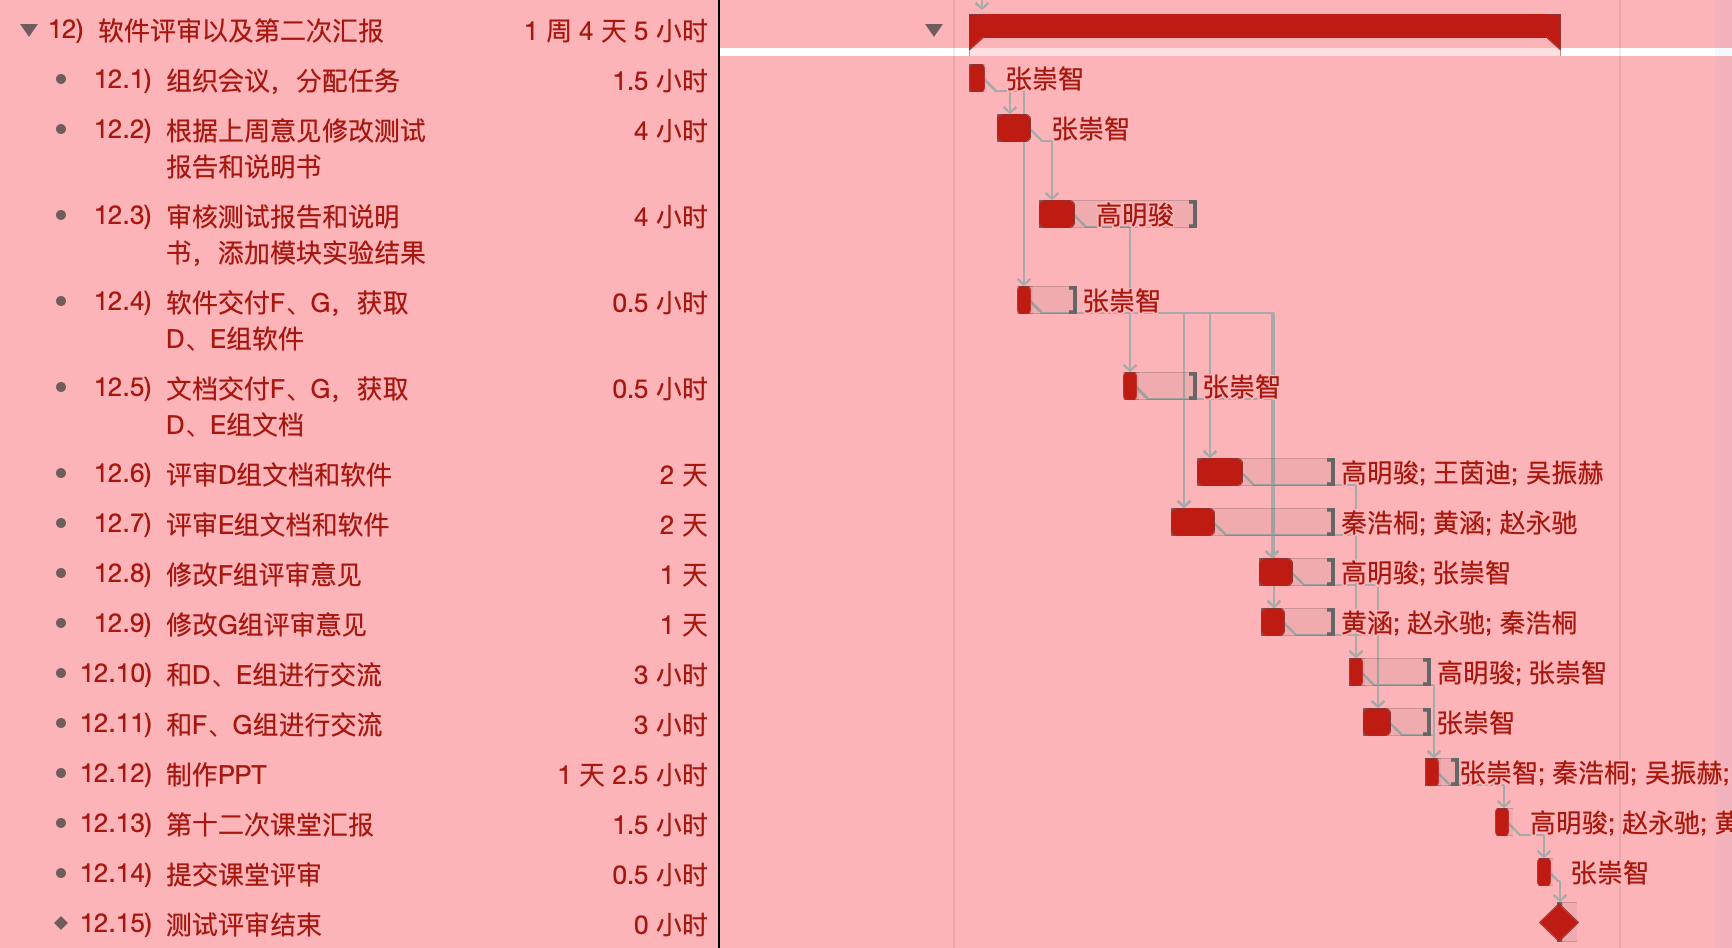 12) 软件评审以及第二次汇报 1 周 4 天 5 小时
12.1) 组织会议，分配任务 1.5 小时 张崇智
12.2) 根据上周意见修改测试 4 小时 张崇智
报告和说明书
12.3) 审核测试报告和说明 4 小时 高明骏
书，添加模块实验结果
12.4) 软件交付F、G，获取 0.5 小时 张崇智
D、E组软件
12.5) 文档交付F、G，获取 0.5 小时 张崇智
D、E组文档
12.6) 评审D组文档和软件 2 天 高明骏; 王茵迪; 吴振赫
12.7) 评审E组文档和软件 2 天 秦浩桐; 黄涵; 赵永驰
12.8) 修改F组评审意见 1 天 高明骏; 张崇智
12.9) 修改G组评审意见 1 天 黄涵; 赵永驰; 秦浩桐
12.10) 和D、E组进行交流 3 小时 高明骏; 张崇智
12.11) 和F、G组进行交流 3 小时 张崇智
12.12) 制作PPT 1 天 2.5 小时 张崇智; 秦浩桐; 吴振赫;
12.13) 第十二次课堂汇报 1.5 小时 高明骏; 赵永驰; 黄
12.14) 提交课堂评审 0.5 小时 张崇智
12.15) 测试评审结束 0 小时